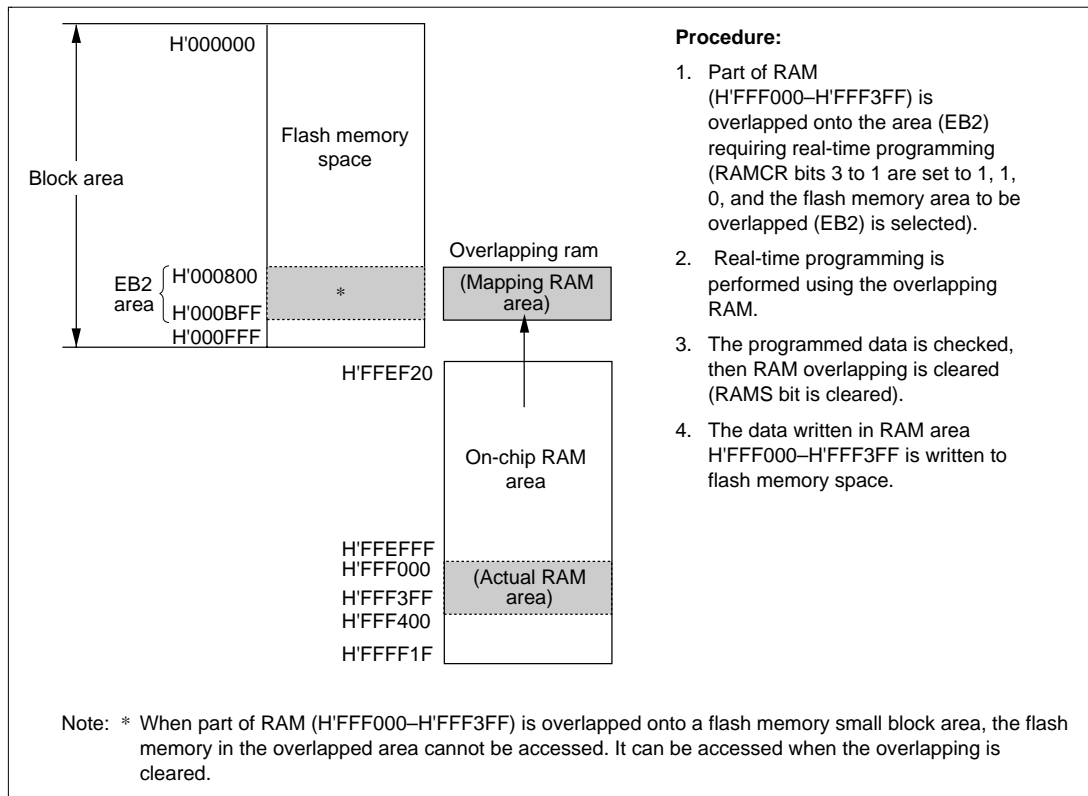 H'000000
Flash memory
space
Block area
EB2
area
H'000800
H'000BFF
H'000FFF
*
Overlapping ram
(Mapping RAM
area)
H'FFEF20
On-chip RAM
area
H'FFEFFF
H'FFF000
H'FFF3FF
H'FFF400
H'FFFF1F
(Actual RAM
area)
Procedure:
1. Part of RAM
(H'FFF000–H'FFF3FF) is
overlapped onto the area (EB2)
requiring real-time programming
(RAMCR bits 3 to 1 are set to 1, 1,
0, and the flash memory area to be
overlapped (EB2) is selected).
2. Real-time programming is
performed using the overlapping
RAM.
3. The programmed data is checked,
then RAM overlapping is cleared
(RAMS bit is cleared).
4. The data written in RAM area
H'FFF000–H'FFF3FF is written to
flash memory space.
Note: * When part of RAM (H'FFF000–H'FFF3FF) is overlapped onto a flash memory small block area, the flash
memory in the overlapped area cannot be accessed. It can be accessed when the overlapping is
cleared.